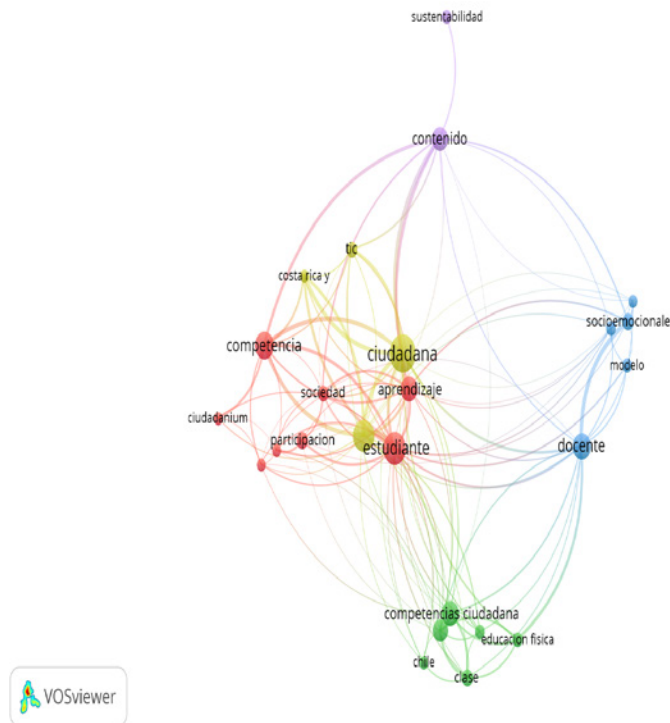 sustentabilidad
contenido
tic
costa rica y
socioemocionale
competencia
ciudadana
modelo
sociedad
aprendizaje
ciudadanium
participacion
estudiante
docente
competencias ciudadana
educacion fisica
chile
clase
VOSviewer